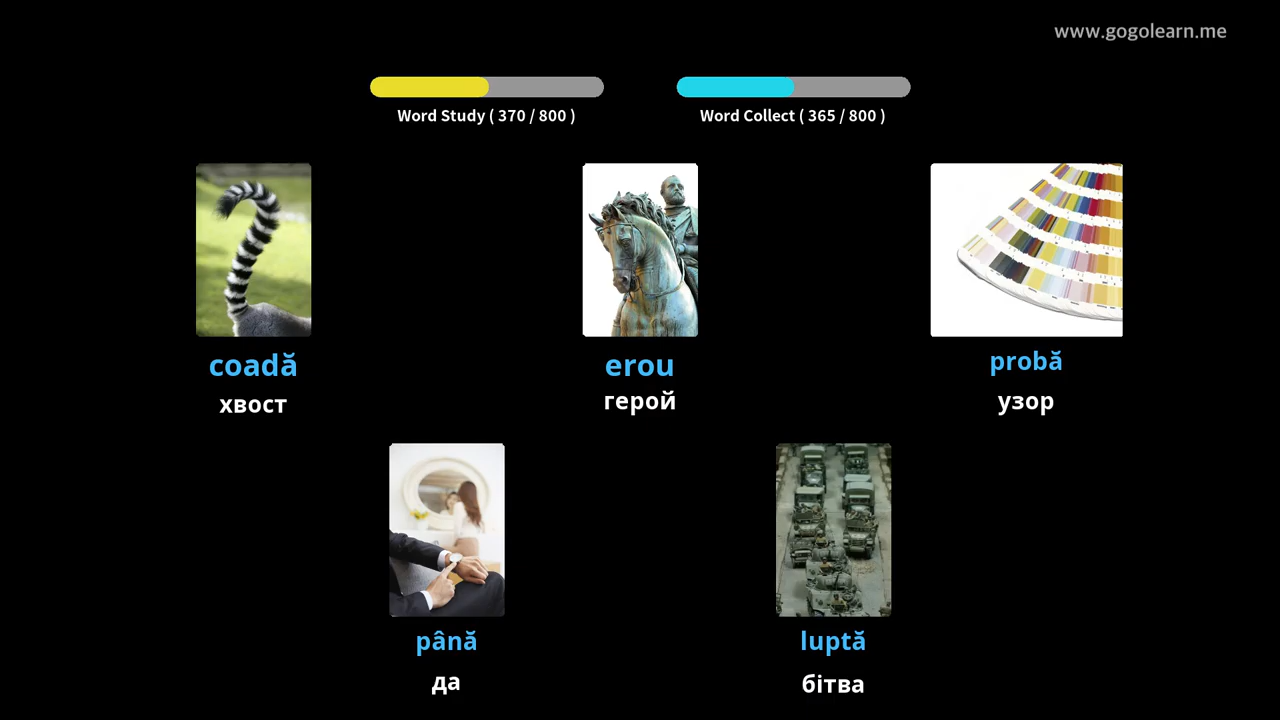 www.gogolearn.me
Word Study ( 370 / 800 )
Word Collect ( 365 / 800 )
coadă
хвост
erou
герой
probă
узор
până
да
luptă
бітва